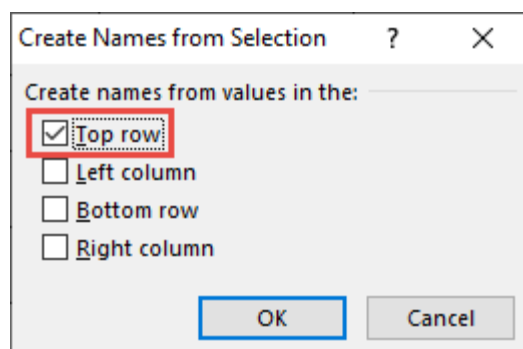 Create Names from Selection ? ×
Create names from values in the:
Top row
Left column
Bottom row
Right column
OK Cancel